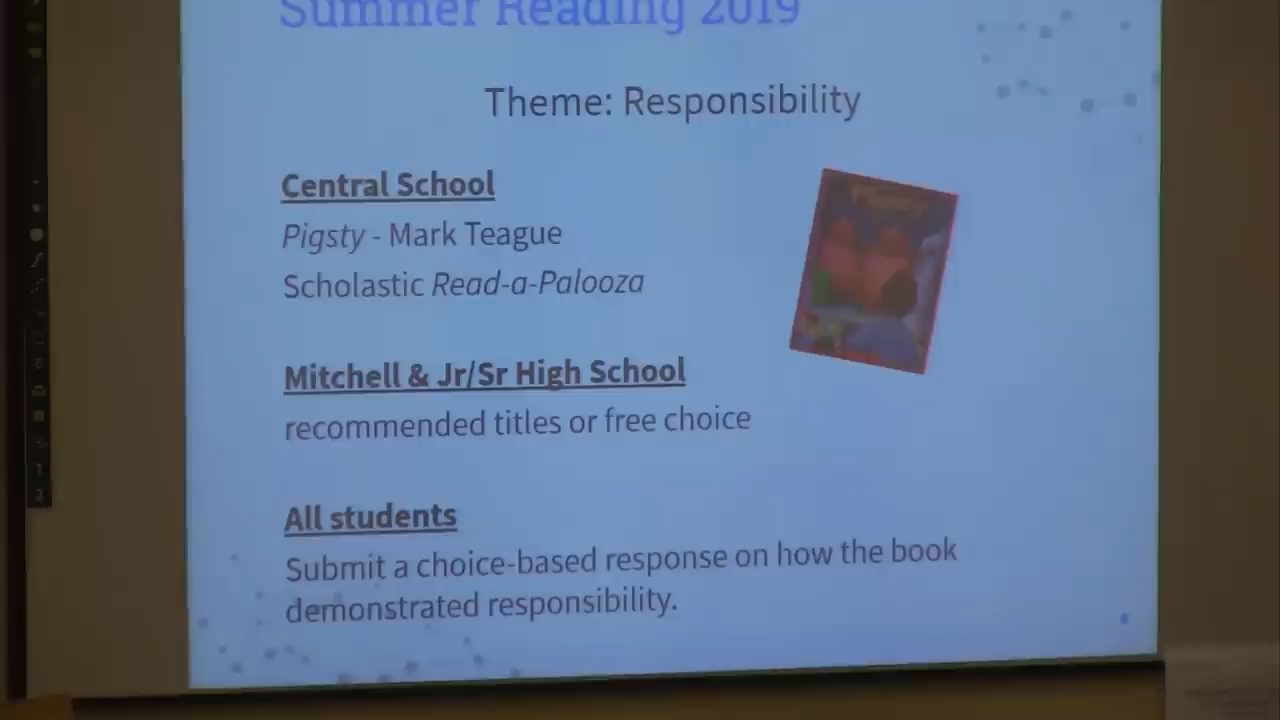 Summer Reading 2019
Theme: Responsibility
Central School
Pigsty - Mark Teague
Scholastic Read-a-Palooza
Mitchell & Jr/Sr High School
recommended titles or free choice
All students
Submit a choice-based response on how the book
demonstrated responsibility.